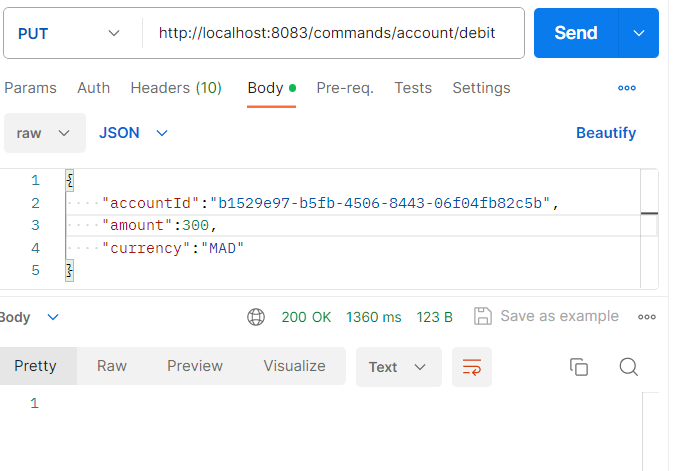 PUT http://localhost:8083/commands/account/debit Send
Params Auth Headers (10) Body Pre-req. Tests Settings
raw JSON Beautify
1 {
2 "accountId":"b1529e97-b5fb-4506-8443-06f04fb82c5b",
3 "amount":300,
4 "currency":"MAD"
5 }
Body 200 OK 1360 ms 123 B Save as example
Pretty Raw Preview Visualize Text
1